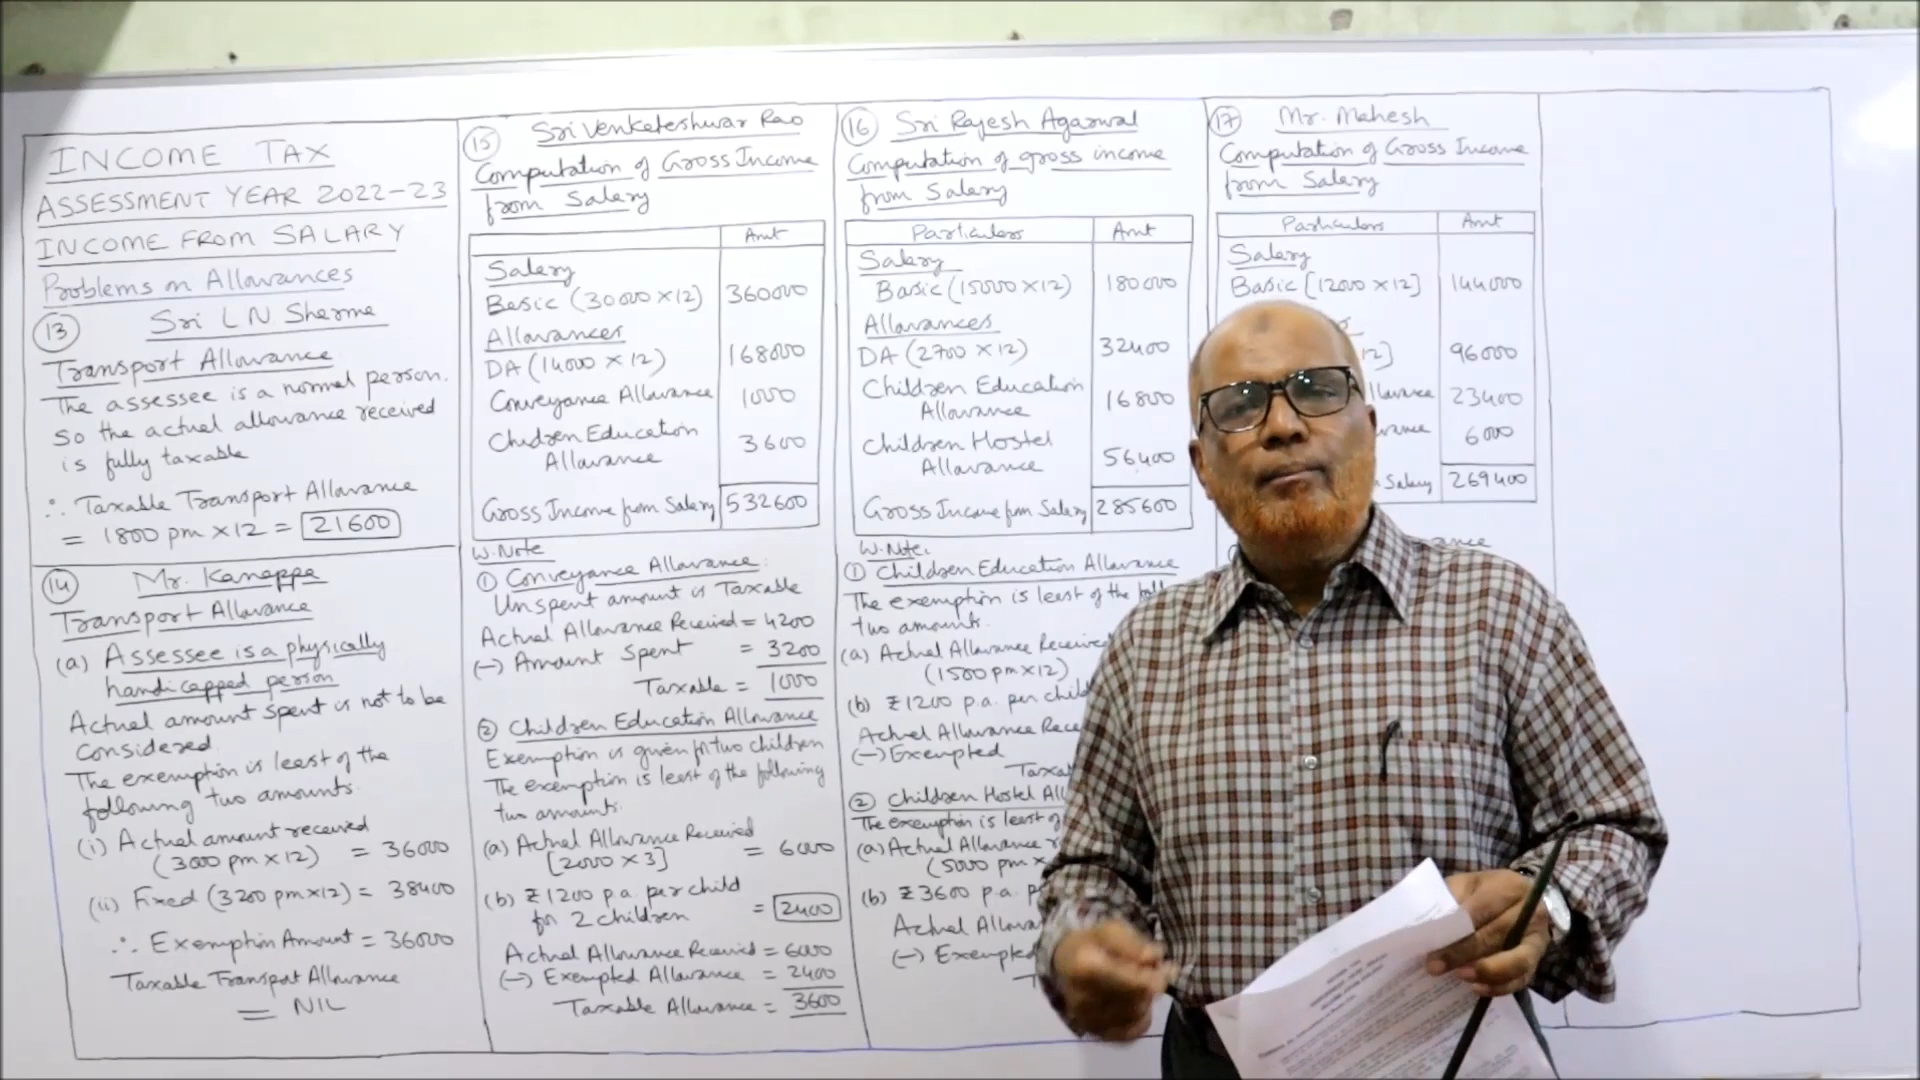 INCOME TAX
ASSESSMENT YEAR 2022-23
INCOME FROM SALARY
Problems on Allowances
13 Sri L N Sharma
Transport Allowance
The assessee is a normal person.
So the actual allowance received
is fully taxable
∴ Taxable Transport Allowance
= 1800 pm × 12 = 21600
14 Mr. Kanappa
Transport Allowance
(a) Assessee is a physically
handicapped person
Actual amount spent is not to be
considered.
The exemption is least of the
following two amounts.
(i) Actual amount received
(3000 pm × 12) = 36000
(ii) Fixed (3200 pm × 12) = 38400
∴ Exemption Amount = 36000
Taxable Transport Allowance
= NIL
15 Sri Venkateshwar Rao
Computation of Gross Income
from Salary
Amt
Salary
Basic (30000 × 12) 360000
Allowances
DA (14000 × 12) 168000
Conveyance Allowance 1000
Chidren Education
Allowance 3600
Gross Income from Salary 532600
W. Note
① Conveyance Allowance:
Unspent amount is Taxable
Actual Allowance Received = 4200
(-) Amount Spent = 3200
Taxable = 1000
② Children Education Allowance
Exemption is given for two children
The exemption is least of the following
two amounts.
(a) Actual Allowance Received
[2000 × 3] = 6000
(b) ₹1200 p.a. per child
for 2 children = 2400
Actual Allowance Received = 6000
(-) Exempted Allowance = 2400
Taxable Allowance = 3600
16 Sri Rajesh Agarwal
Computation of gross income
from Salary
Particulars Amt
Salary
Basic (15000 × 12) 180000
Allowances
DA (2700 × 12) 32400
Children Education
Allowance 16800
Children Hostel
Allowance 56400
Gross Income from Salary 285600
W. Note.
① Children Education Allowance
The exemption is least of the
two amounts.
(a) Actual Allowance Received
(1500 pm × 12)
(b) ₹1200 p.a. per child
Actual Allowance
(-) Exempted
② Children Hostel
The exemption is least of
(a) Actual Allowance
(5000 pm ×
(b) ₹3600 p.a.
Actual
(-) Exempted
17 Mr. Mahesh
Computation of Gross Income
from Salary
Particulars Amt
Salary
Basic [12000 × 12] 144000
12] 96000
23400
6000
Salary 269400